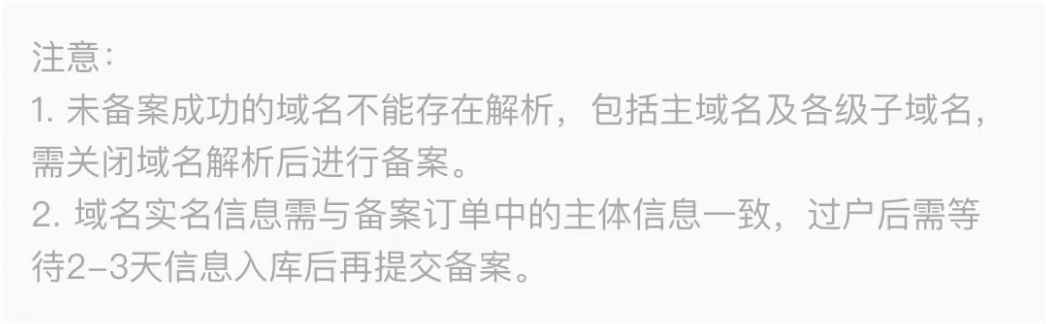 注意：
1. 未备案成功的域名不能存在解析，包括主域名及各级子域名，
需关闭域名解析后进行备案。
2. 域名实名信息需与备案订单中的主体信息一致，过户后需等
待2-3天信息入库后再提交备案。